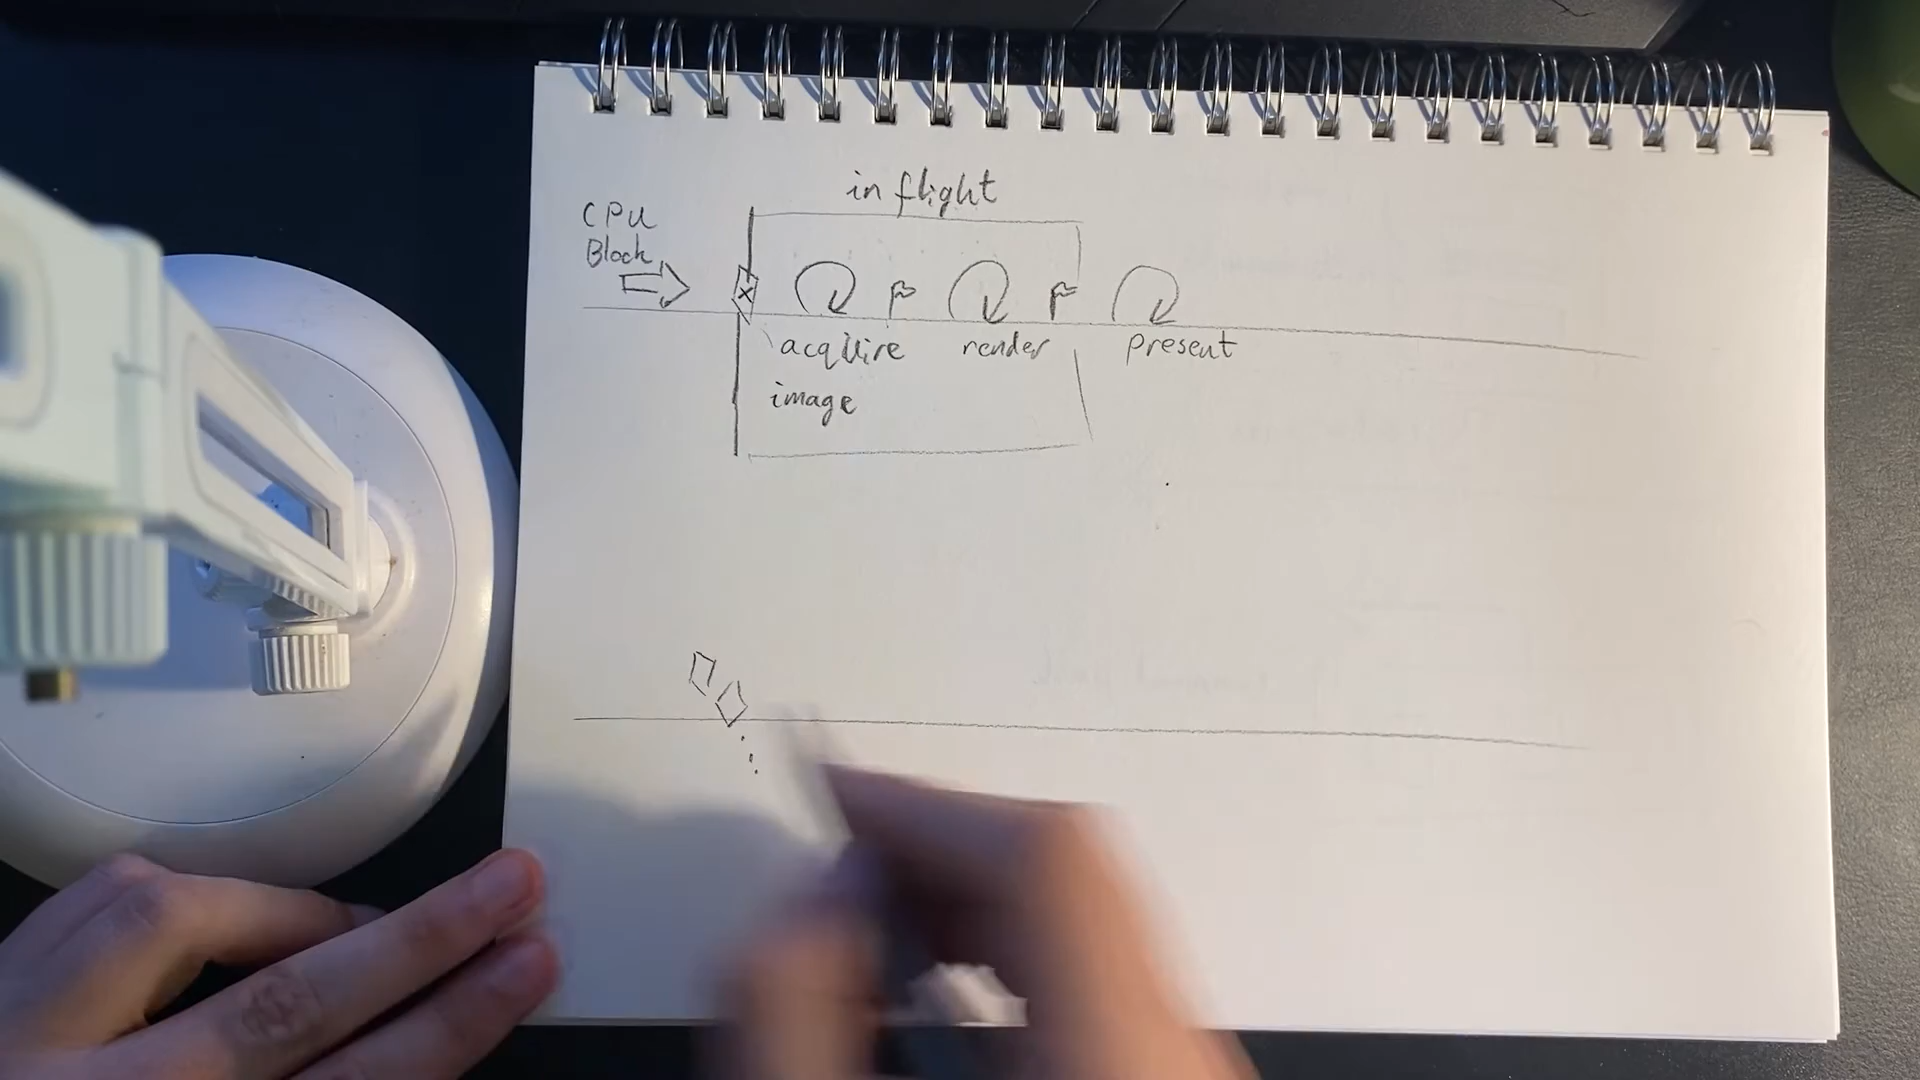 in flight
CPU
Block
acquire render present
image